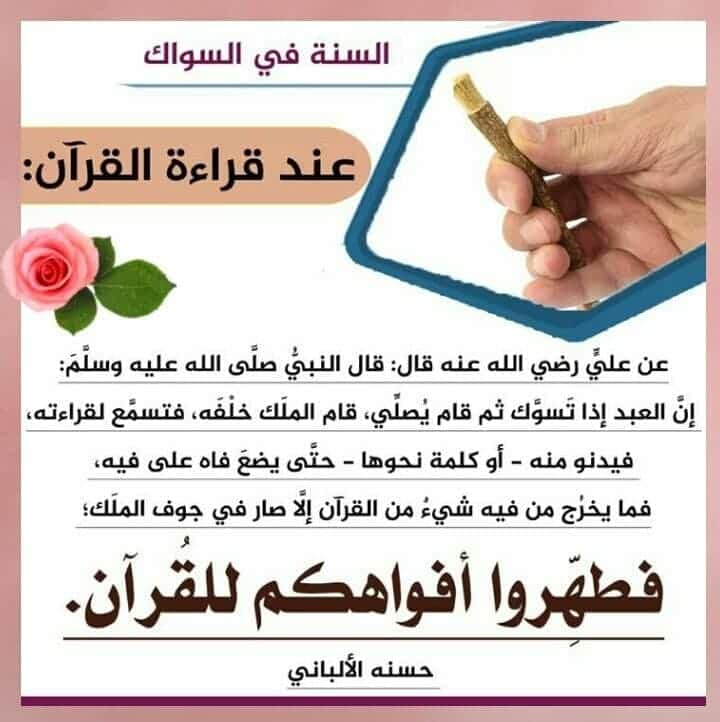 السنة في السواك
عند قراءة القرآن:
عن عليٍّ رضي الله عنه قال: قال النبيُّ صلَّى الله عليه وسلَّمَ:
إنَّ العبد إذا تَسوَّك ثم قام يُصلِّي، قام الملَك خلْفَه، فتسمَّع لقراءته،
فيدنو منه - أو كلمة نحوها - حتَّى يضعَ فاه على فيه،
فما يخرُج من فيه شيءُ من القرآن إلَّا صار في جوف الملَك؛
فطهِّروا أفواهكم للقُرآن.
حسنه الألباني